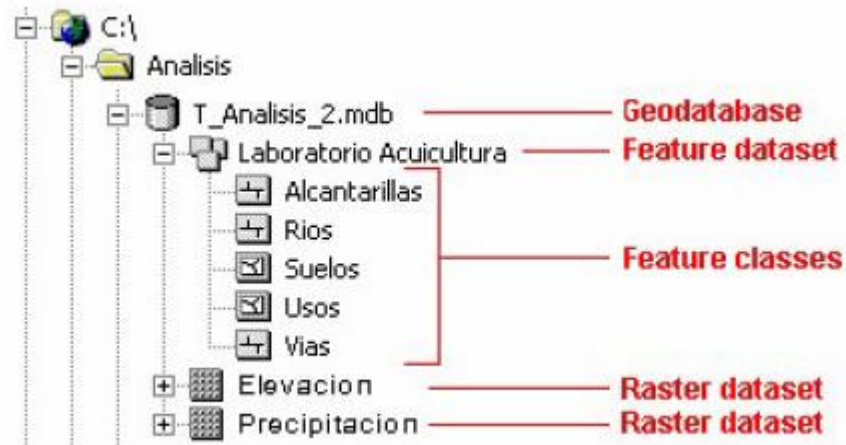 C:\
Analisis
T_Analisis_2.mdb Geodatabase
Laboratorio Acuicultura Feature dataset
Alcantarillas
Rios
Suelos Feature classes
Usos
Vias
Elevacion Raster dataset
Precipitacion Raster dataset